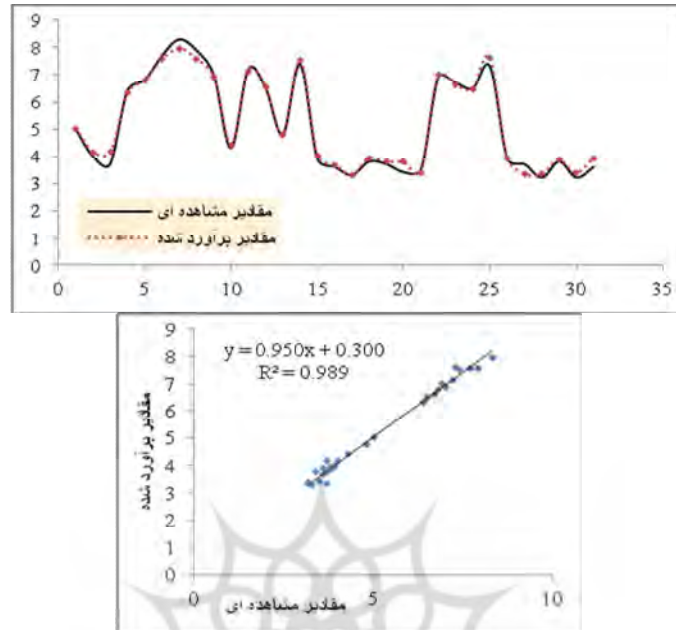 9
8
7
6
5
4
3
2
1
0
مقادیر مشاهده ای
مقادیر برآورد شده
0 5 10 15 20 25 30 35
9
8
7
6
5
4
3
2
1
0
y = 0.950x + 0.300
R² = 0.989
مقادیر برآورد شده
0 5 10
مقادیر مشاهده ای